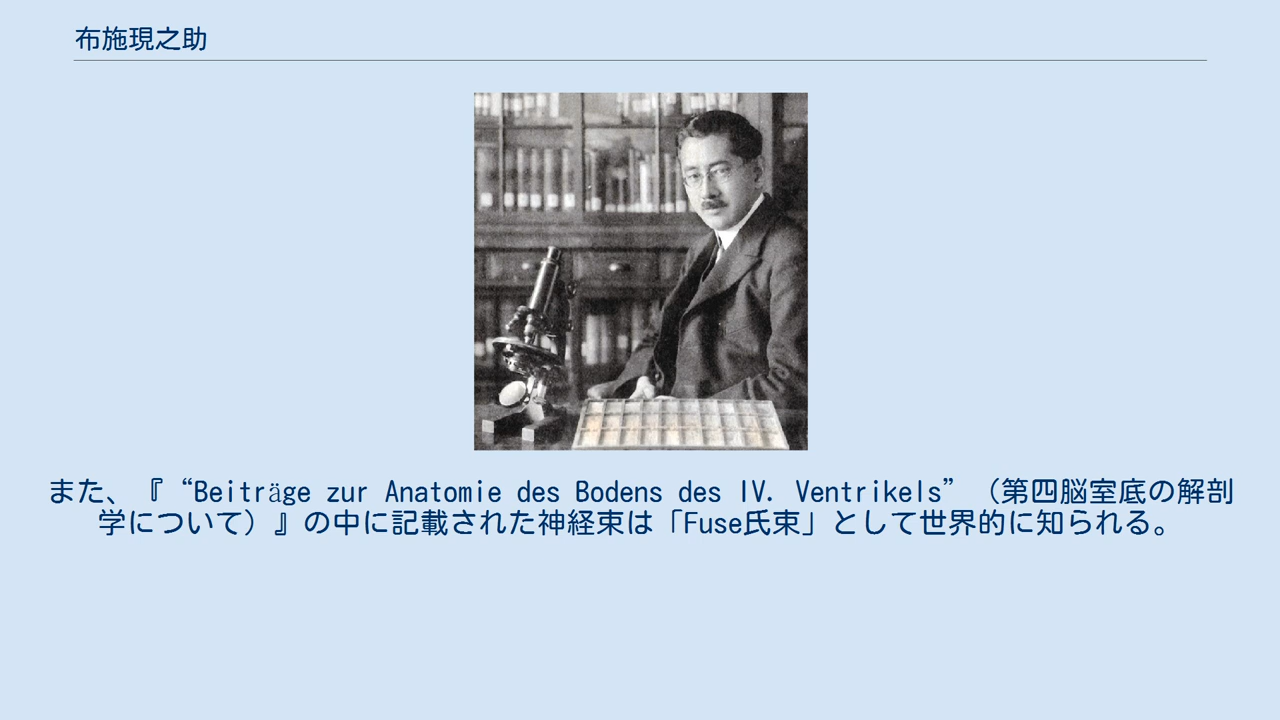 布施現之助
また、『“Beiträge zur Anatomie des Bodens des IV. Ventrikels”（第四脳室底の解剖
学について）』の中に記載された神経束は「Fuse氏束」として世界的に知られる。